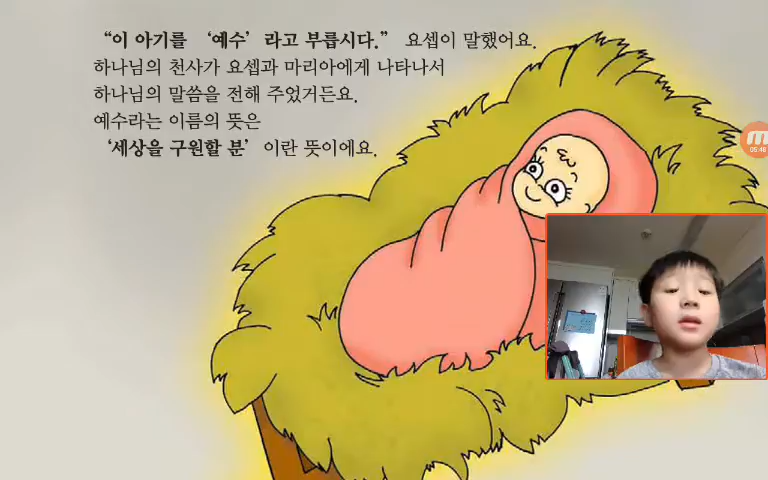 “이 아기를 ‘예수’ 라고 부릅시다.” 요셉이 말했어요.
하나님의 천사가 요셉과 마리아에게 나타나서
하나님의 말씀을 전해 주었거든요.
예수라는 이름의 뜻은
‘세상을 구원할 분’ 이란 뜻이에요.
M
05:48